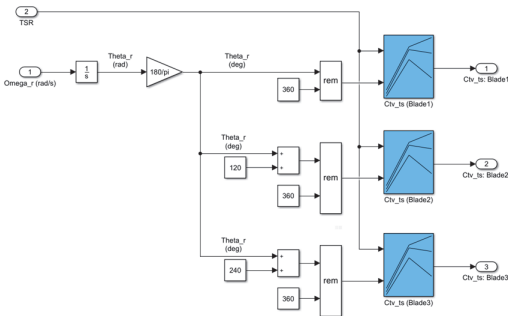 2
TSR
1
Omega_r (rad/s)
1
s
Theta_r
(rad)
180/pi
Theta_r
(deg)
360
rem
Ctv_ts (Blade1)
1
Ctv_ts: Blade1
Theta_r
(deg)
120
+
+
360
rem
Ctv_ts (Blade2)
2
Ctv_ts: Blade2
Theta_r
(deg)
240
+
+
360
rem
Ctv_ts (Blade3)
3
Ctv_ts: Blade3